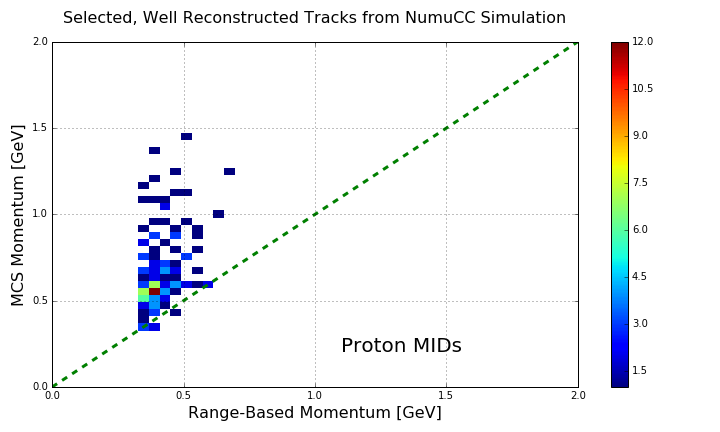 Selected, Well Reconstructed Tracks from NumuCC Simulation
2.0
1.5
1.0
0.5
0.0
MCS Momentum [GeV]
Proton MIDs
0.0 0.5 1.0 1.5 2.0
Range-Based Momentum [GeV]
12.0
10.5
9.0
7.5
6.0
4.5
3.0
1.5